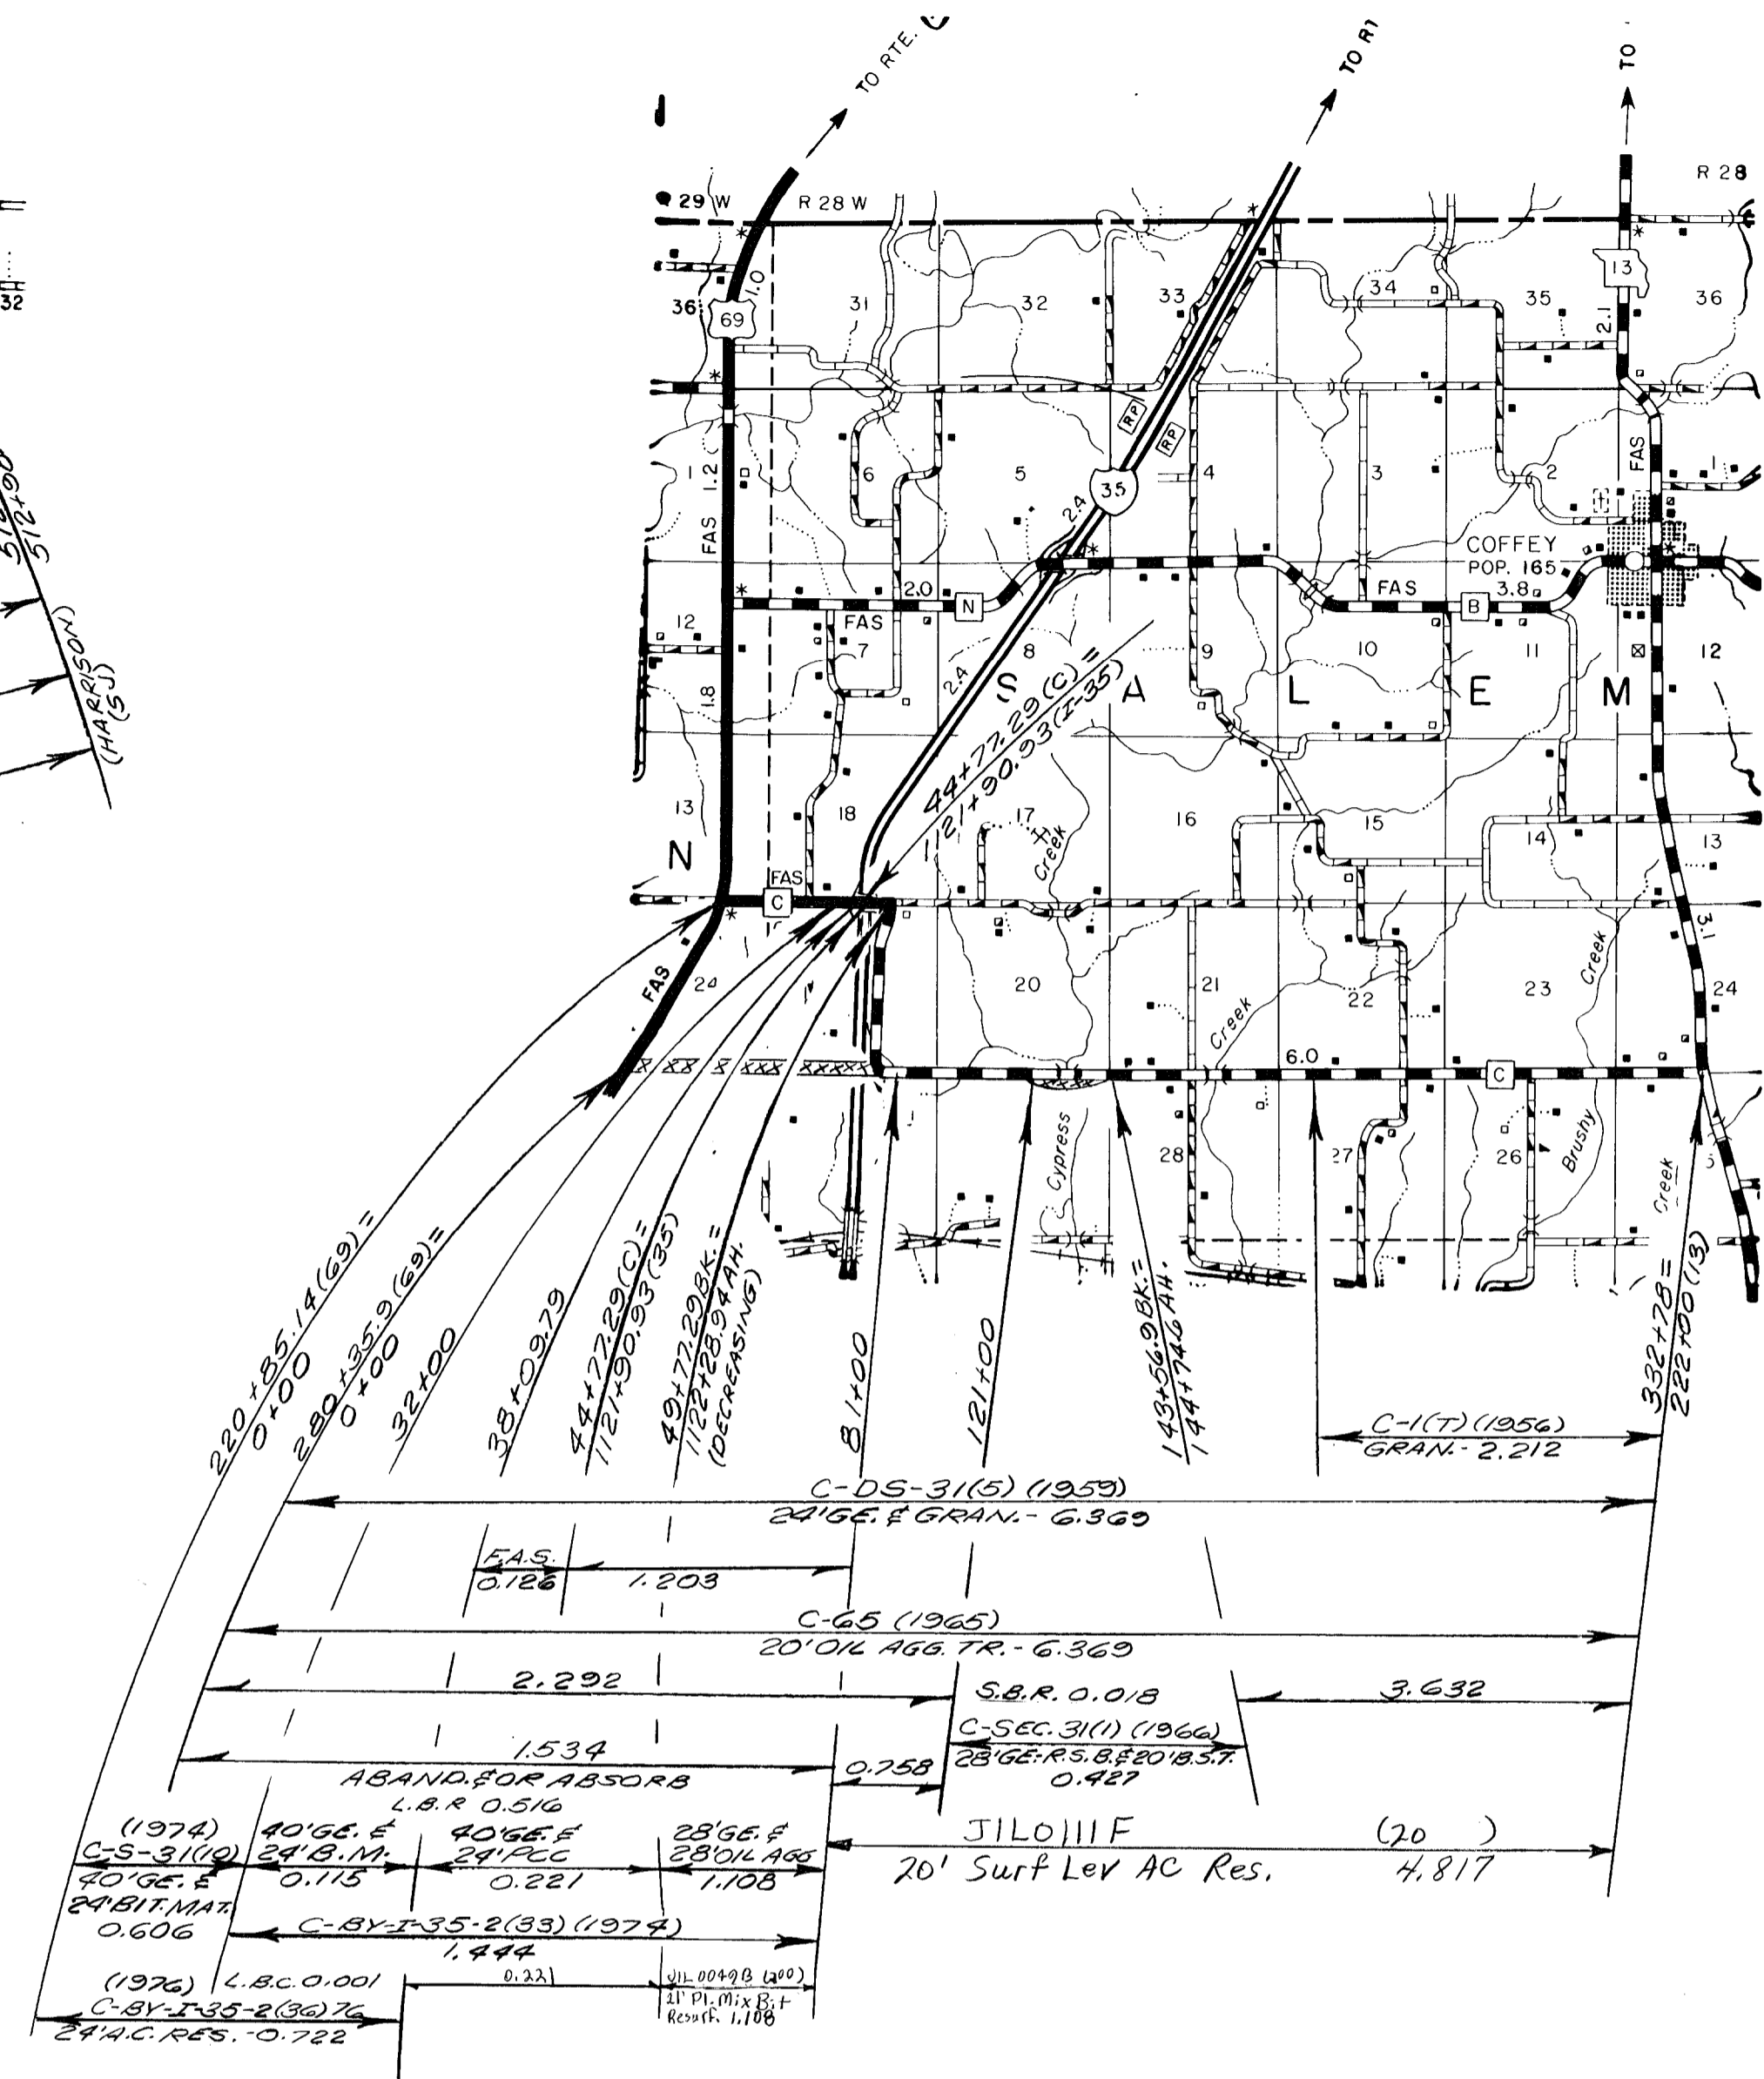 TO RTE.
TO
R 28
29 W
R 28 W
13
32
36
1.0
31
32
33
34
35
36
2.1
69
RP
RP
FAS
1
FAS 1.2
6
5
35
4
3
2
1
2.4
COFFEY
POP. 165
512+90
2.0
N
FAS
3.8
B
12
FAS
7
8
9
10
11
12
(HARRISON)
(SJ)
1.8
2.4
S A L E M
44+77.29(C)=
1121+90.93(I-35)
13
18
17
Creek
16
15
14
13
N
FAS
C
3.1
FAS
24
20
21
22
23
Creek
24
Creek
6.0
C
Cypress
28
27
26
Brushy
Creek
220+85.14(69)=
0+00
280+35.9(69)=
0+00
32+00
38+09.79
44+77.29(C)=
1121+90.93(35)
49+77.29BK.=
1122+28.94AH.
(DECREASING)
81+00
121+00
143+56.9BK.=
144+74.6AH.
332+78=
222+00(13)
C-1(T)(1956)
GRAN.- 2.212
C-DS-31(5)(1959)
24'GE.& GRAN.- 6.369
F.A.S.
0.126
1.203
C-65 (1965)
20'OIL AGG. TR.- 6.369
2.292
S.B.R. 0.018
3.632
C-SEC.31(1)(1966)
28'GE-R.S.B.&20'B.S.T.
0.427
1.534
ABAND.&OR ABSORB
0.758
L.B.R 0.516
(1974)
C-S-31(10)
40'GE. &
24'BIT.MAT.
0.606
40'GE. &
24'B.M.
0.115
40'GE.&
24'PCC
0.221
28'GE.&
28'OIL AGG
1.108
J1L0111F (20 )
20' Surf Lev AC Res. 4.817
C-BY-I-35-2(33)(1974)
1.444
(1976)
L.B.C. 0.001
0.221
J1L0049B (200)
21' Pl. Mix Bit
Resurf. 1.108
C-BY-I-35-2(36)76
24'A.C. RES.-0.722